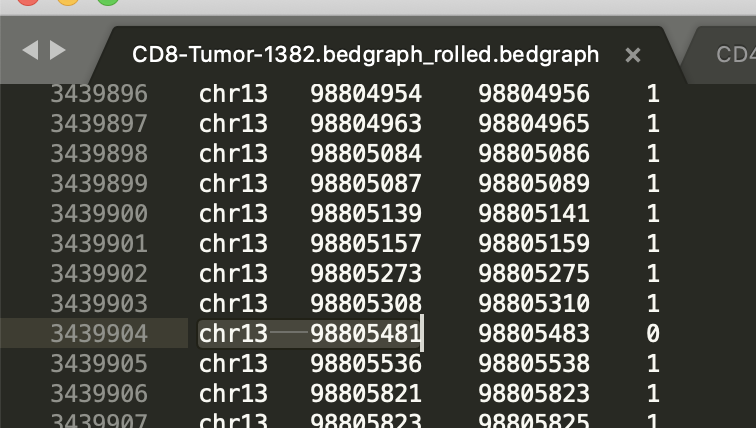 CD8-Tumor-1382.bedgraph_rolled.bedgraph × CD4
3439896 chr13 98804954 98804956 1
3439897 chr13 98804963 98804965 1
3439898 chr13 98805084 98805086 1
3439899 chr13 98805087 98805089 1
3439900 chr13 98805139 98805141 1
3439901 chr13 98805157 98805159 1
3439902 chr13 98805273 98805275 1
3439903 chr13 98805308 98805310 1
3439904 chr13 98805481 98805483 0
3439905 chr13 98805536 98805538 1
3439906 chr13 98805821 98805823 1
3439907 chr13 98805823 98805825 1